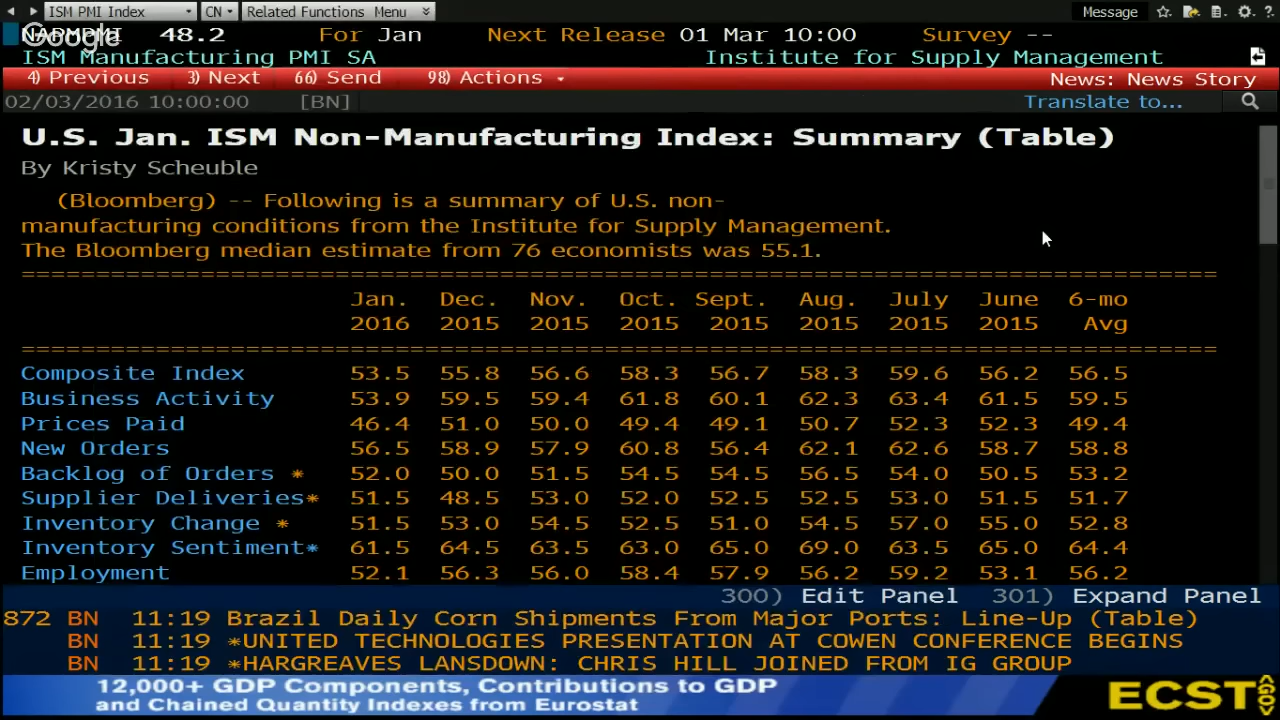 ISM PMI Index CN Related Functions Menu Message
NAPMPMI 48.2 For Jan Next Release 01 Mar 10:00 Survey --
Google
ISM Manufacturing PMI SA Institute for Supply Management
4) Previous 3) Next 66) Send 98) Actions News: News Story
02/03/2016 10:00:00 [BN] Translate to...
U.S. Jan. ISM Non-Manufacturing Index: Summary (Table)
By Kristy Scheuble
(Bloomberg) -- Following is a summary of U.S. non-
manufacturing conditions from the Institute for Supply Management.
The Bloomberg median estimate from 76 economists was 55.1.
Jan. Dec. Nov. Oct. Sept. Aug. July June 6-mo
2016 2015 2015 2015 2015 2015 2015 2015 Avg
Composite Index 53.5 55.8 56.6 58.3 56.7 58.3 59.6 56.2 56.5
Business Activity 53.9 59.5 59.4 61.8 60.1 62.3 63.4 61.5 59.5
Prices Paid 46.4 51.0 50.0 49.4 49.1 50.7 52.3 52.3 49.4
New Orders 56.5 58.9 57.9 60.8 56.4 62.1 62.6 58.7 58.8
Backlog of Orders * 52.0 50.0 51.5 54.5 54.5 56.5 54.0 50.5 53.2
Supplier Deliveries* 51.5 48.5 53.0 52.0 52.5 52.5 53.0 51.5 51.7
Inventory Change * 51.5 53.0 54.5 52.5 51.0 54.5 57.0 55.0 52.8
Inventory Sentiment* 61.5 64.5 63.5 63.0 65.0 69.0 63.5 65.0 64.4
Employment 52.1 56.3 56.0 58.4 57.9 56.2 59.2 53.1 56.2
300) Edit Panel 301) Expand Panel
872 BN 11:19 Brazil Daily Corn Shipments From Major Ports: Line-Up (Table)
BN 11:19 *UNITED TECHNOLOGIES PRESENTATION AT COWEN CONFERENCE BEGINS
BN 11:19 *HARGREAVES LANSDOWN: CHRIS HILL JOINED FROM IG GROUP
12,000+ GDP Components, Contributions to GDP
and Chained Quantity Indexes from Eurostat
ECST <GO>